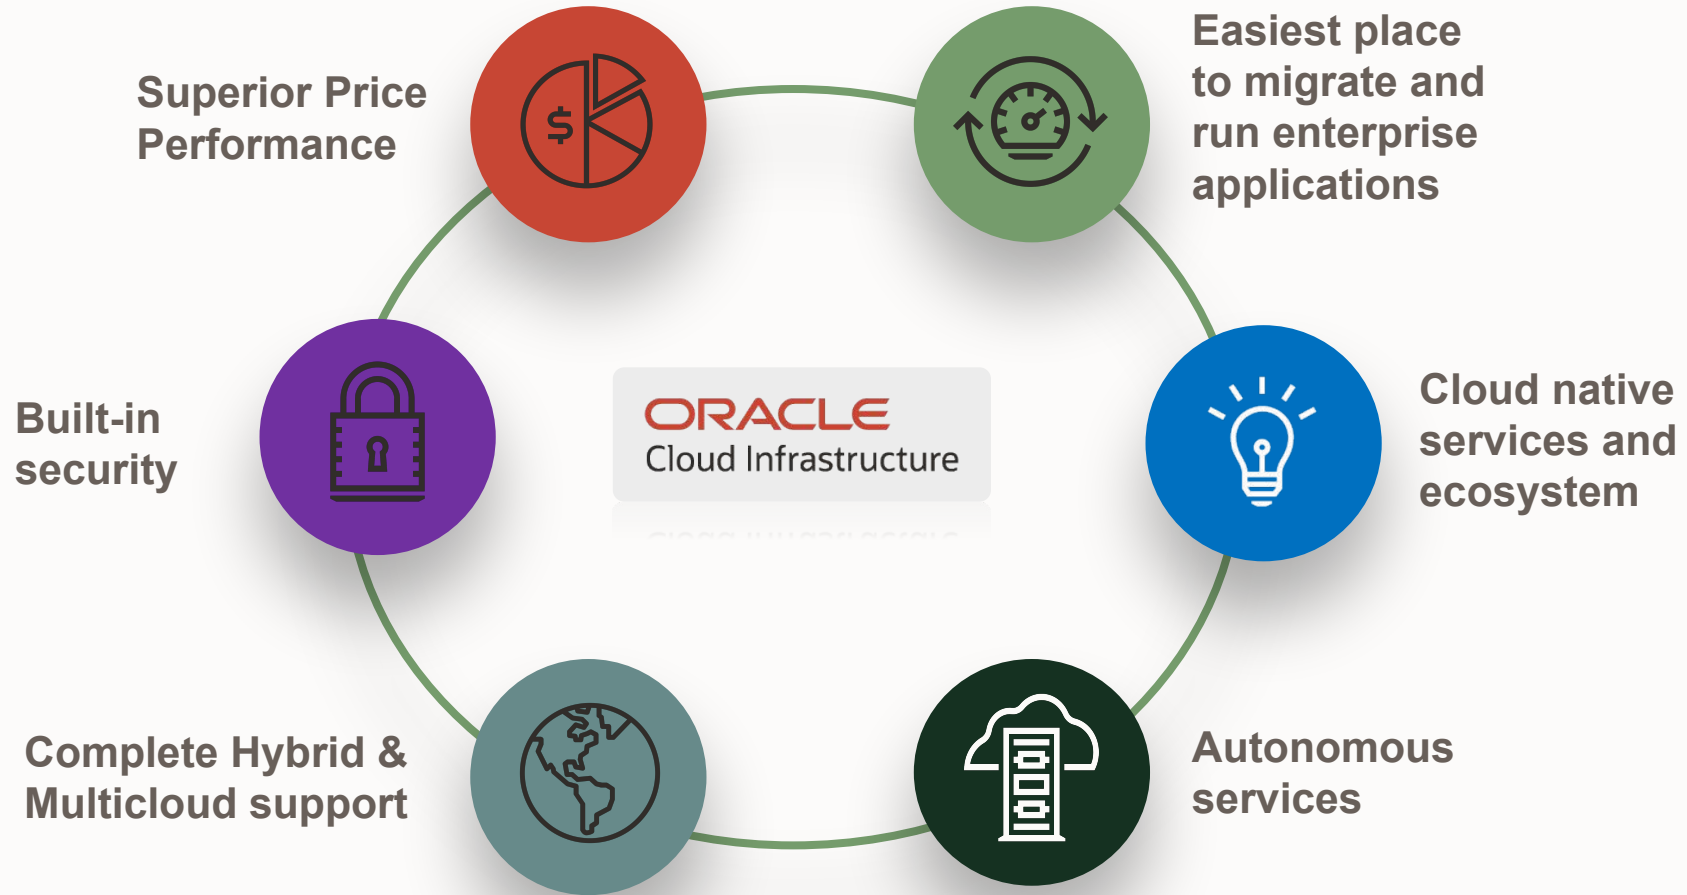 Superior Price
Performance
Easiest place
to migrate and
run enterprise
applications
$
Built-in
security
ORACLE
Cloud Infrastructure
Cloud native
services and
ecosystem
Complete Hybrid &
Multicloud support
Autonomous
services